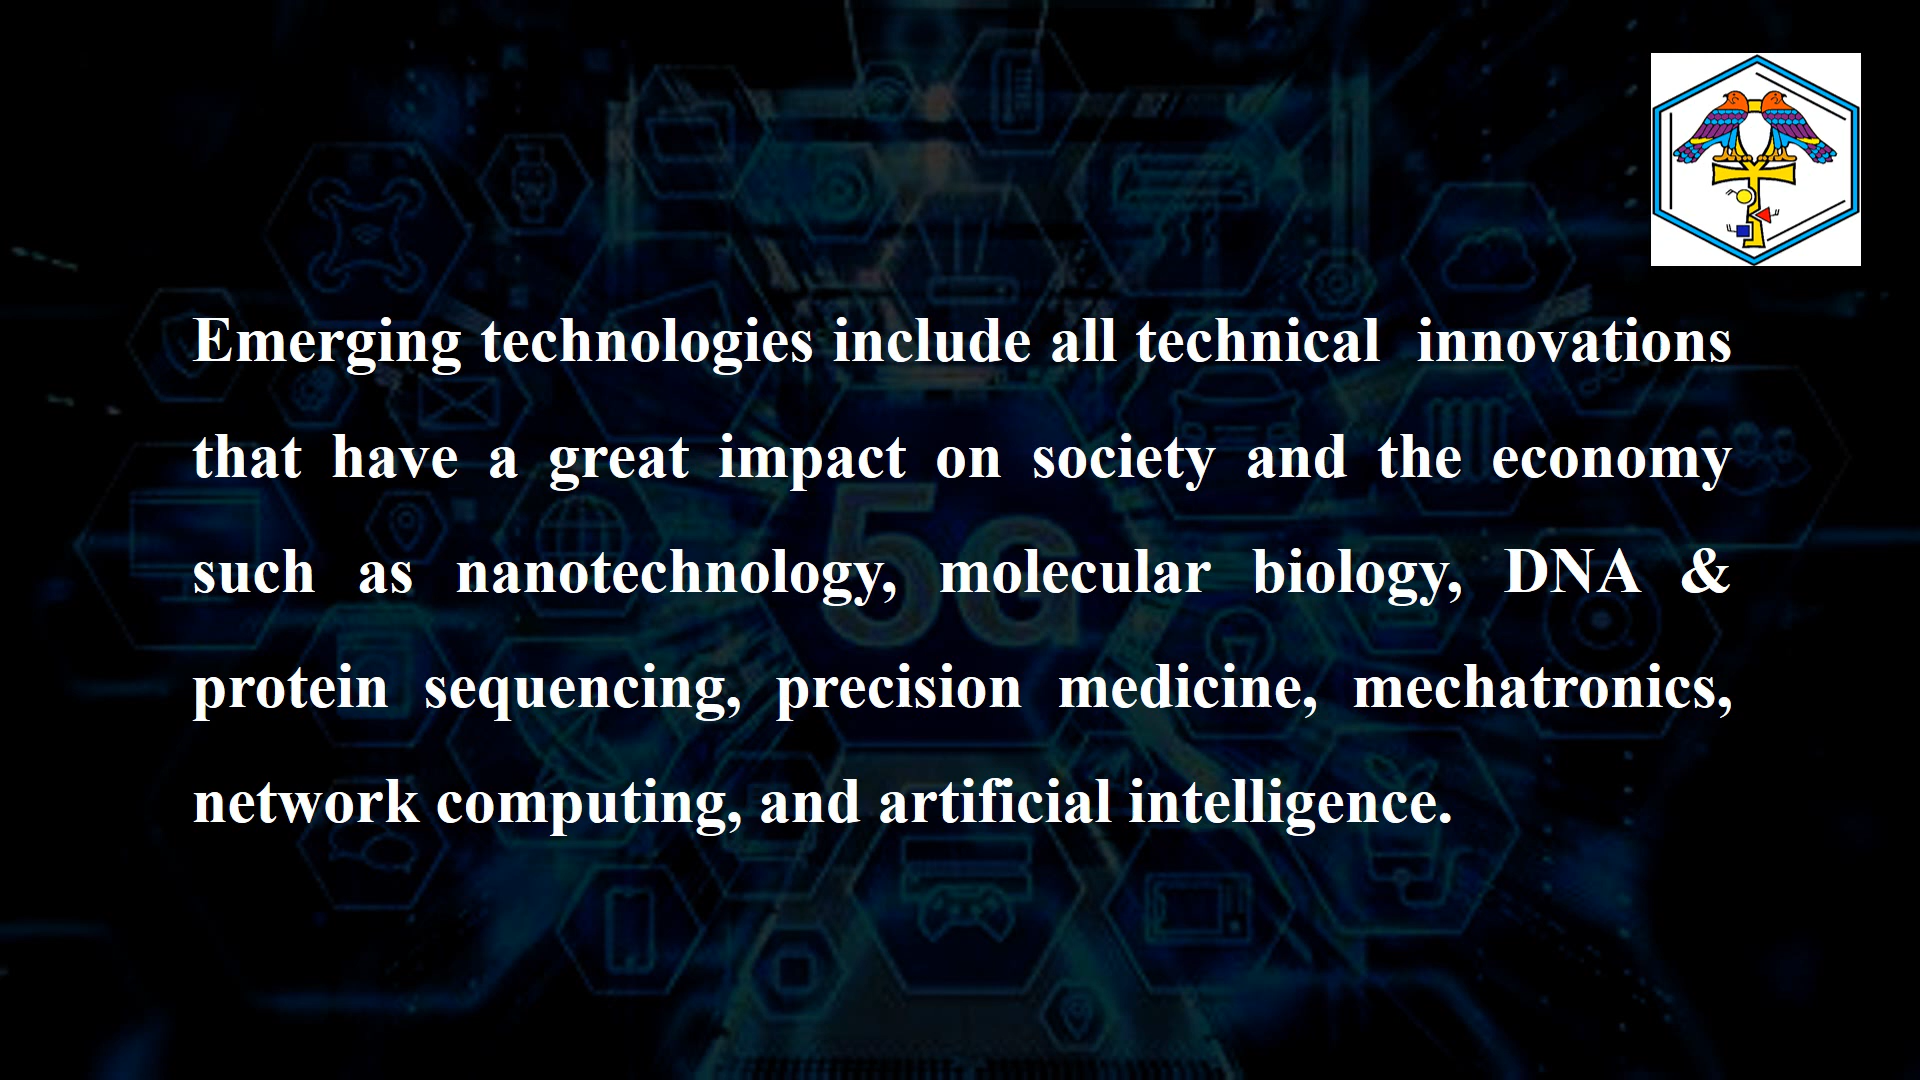 Emerging technologies include all technical innovations
that have a great impact on society and the economy
such as nanotechnology, molecular biology, DNA &
protein sequencing, precision medicine, mechatronics,
network computing, and artificial intelligence.
5G